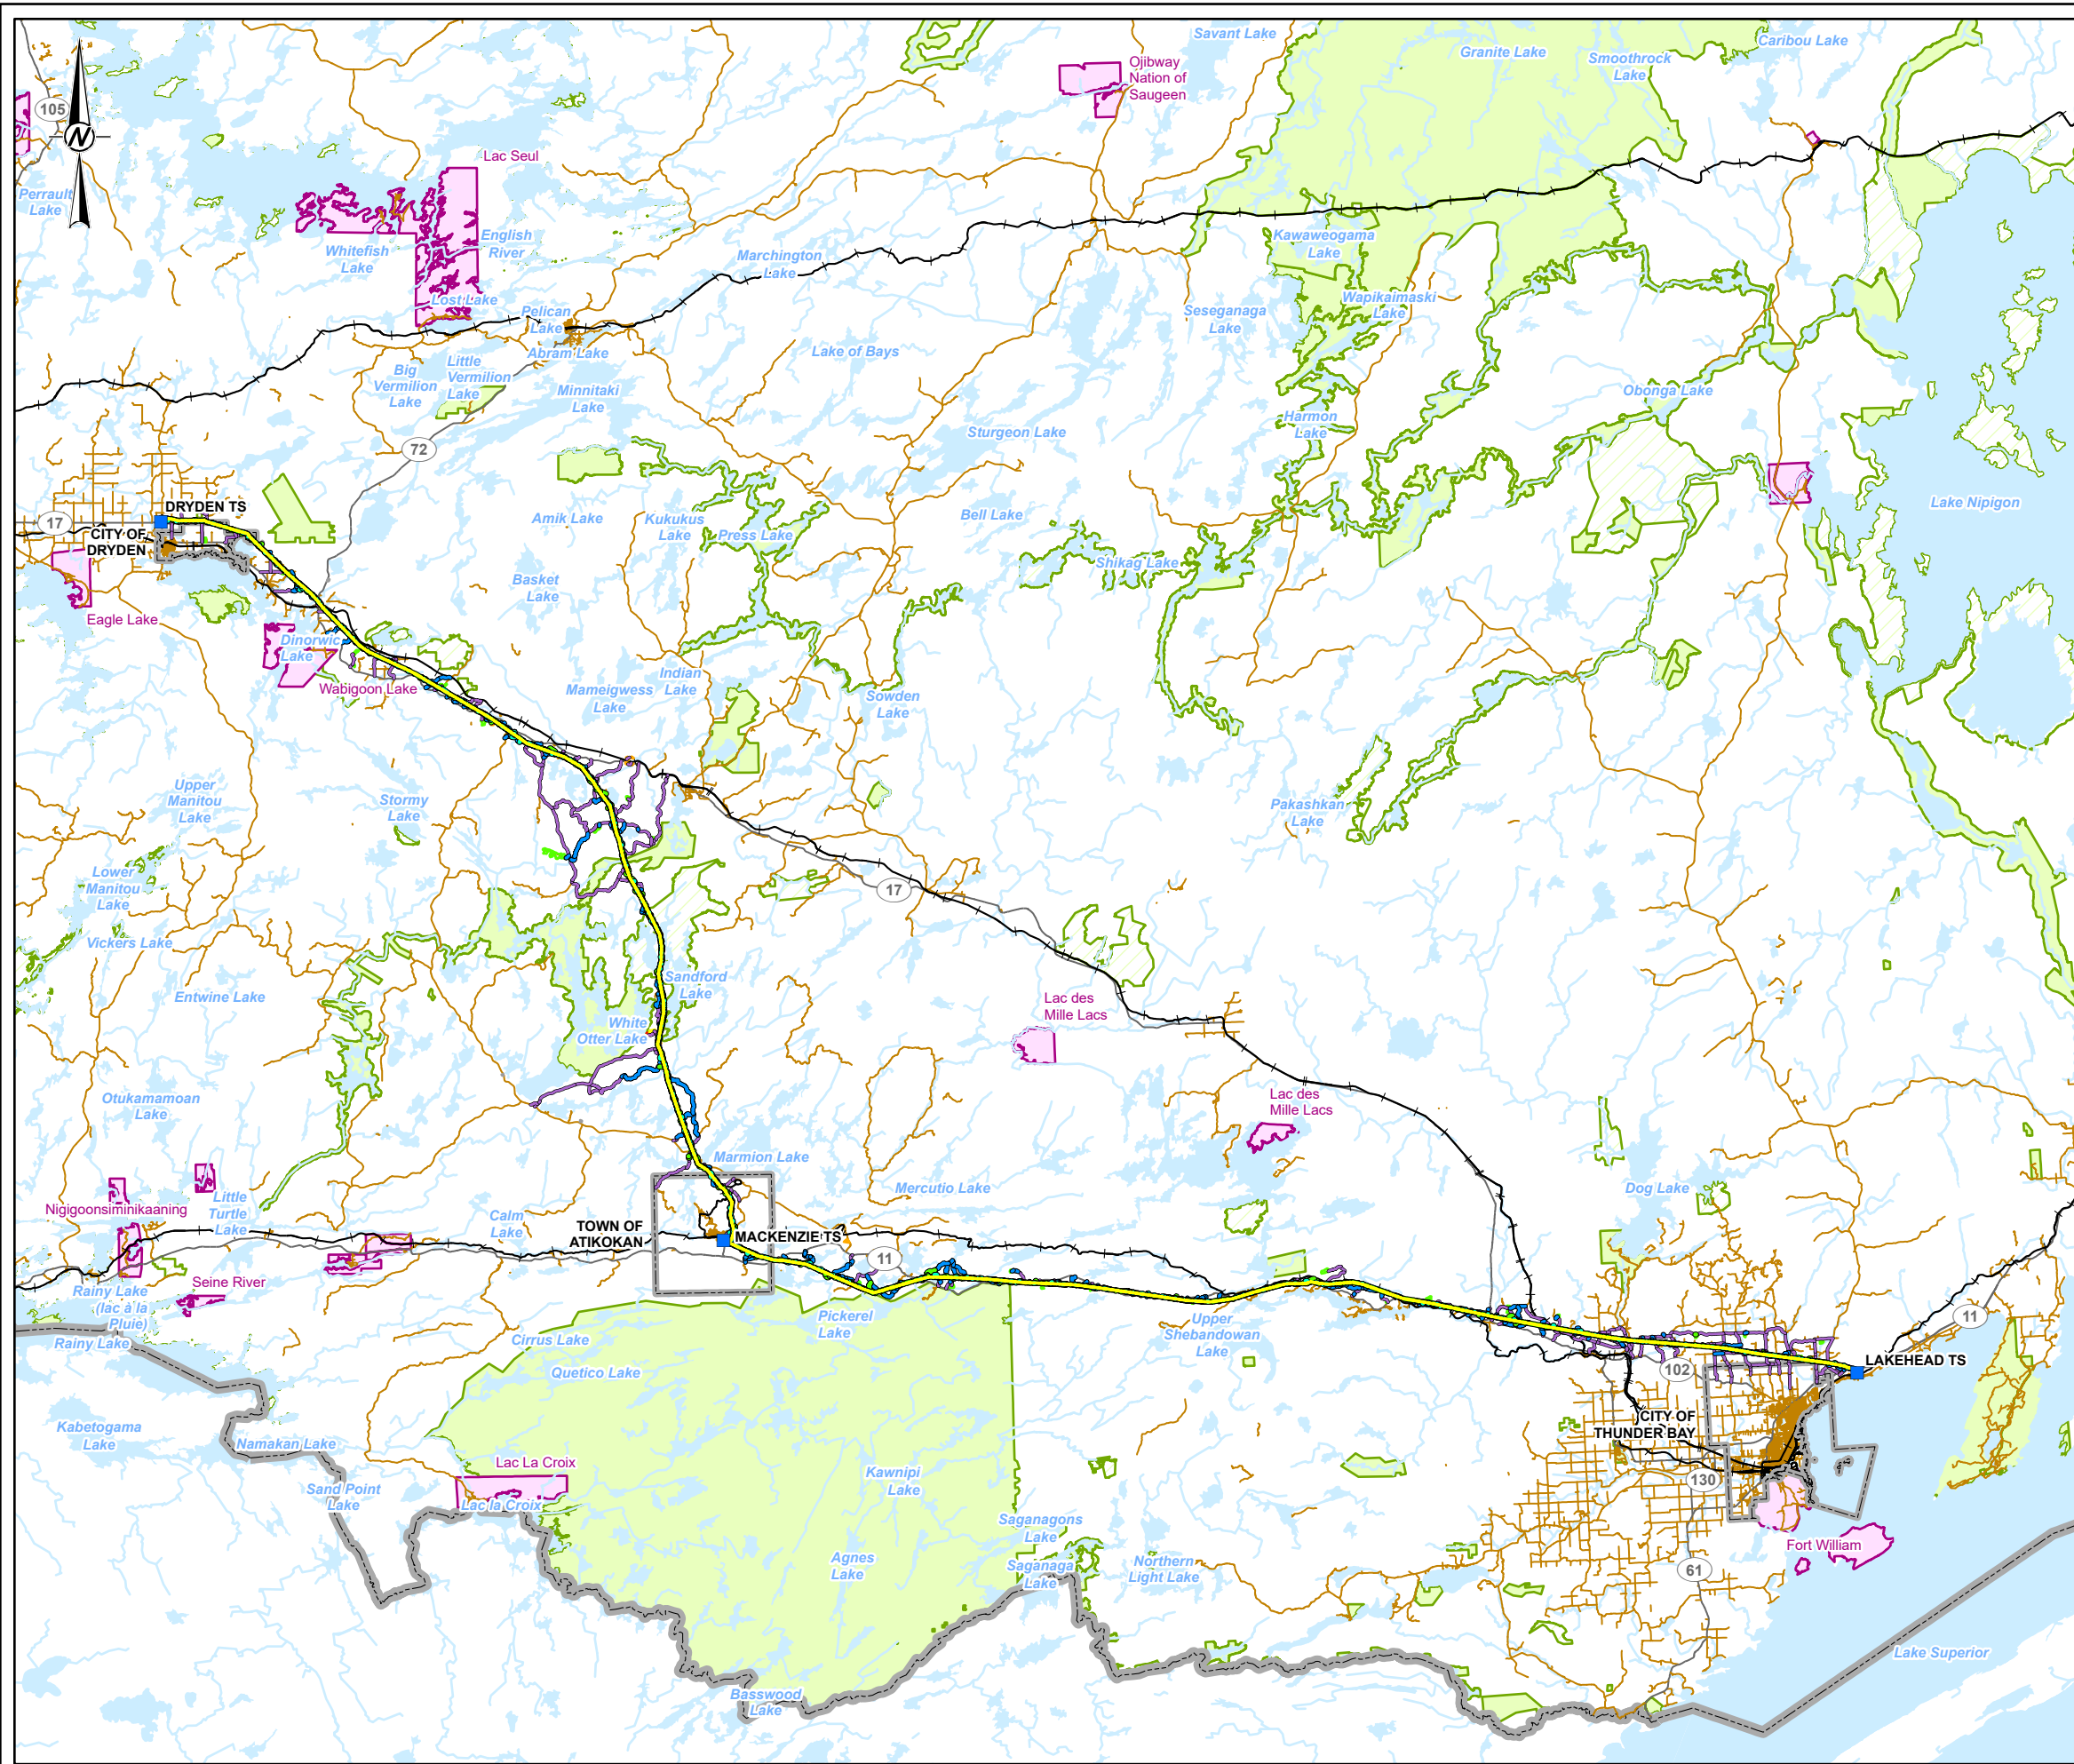 Savant Lake
Caribou Lake
Granite Lake
Smoothrock
Lake
Ojibway
Nation of
Saugeen
105
N
Lac Seul
Perrault
Lake
Whitefish
Lake
English
River
Marchington
Lake
Kawaweogama
Lake
Lost Lake
Pelican
Lake
Wapikaimaski
Lake
Seseganaga
Lake
Abram Lake
Lake of Bays
Big
Vermilion
Lake
Little
Vermilion
Lake
Minnitaki
Lake
Obonga Lake
Harmon
Lake
Sturgeon Lake
72
DRYDEN TS
17
CITY OF
DRYDEN
Amik Lake
Kukukus
Lake
Press Lake
Bell Lake
Lake Nipigon
Shikag Lake
Basket
Lake
Eagle Lake
Dinorwic
Lake
Wabigoon Lake
Indian
Lake
Mameigwess
Lake
Sowden
Lake
Upper
Manitou
Lake
Stormy
Lake
Pakashkan
Lake
Lower
Manitou
Lake
17
Vickers Lake
Sandford
Lake
Entwine Lake
Lac des
Mille Lacs
White
Otter Lake
Otukamamoan
Lake
Lac des
Mille Lacs
Marmion Lake
Mercutio Lake
Dog Lake
Nigigoonsiminikaaning
Little
Turtle
Lake
Calm
Lake
TOWN OF
ATIKOKAN
MACKENZIE TS
11
Seine River
Rainy Lake
(lac à la
Pluie)
Rainy Lake
Pickerel
Lake
Cirrus Lake
Upper
Shebandowan
Lake
11
Quetico Lake
102
LAKEHEAD TS
Kabetogama
Lake
Namakan Lake
CITY OF
THUNDER BAY
Lac La Croix
Kawnipi
Lake
130
Sand Point
Lake
Lac la Croix
Saganagons
Lake
Fort William
Agnes
Lake
Saganaga
Lake
Northern
Light Lake
61
Lake Superior
Basswood
Lake